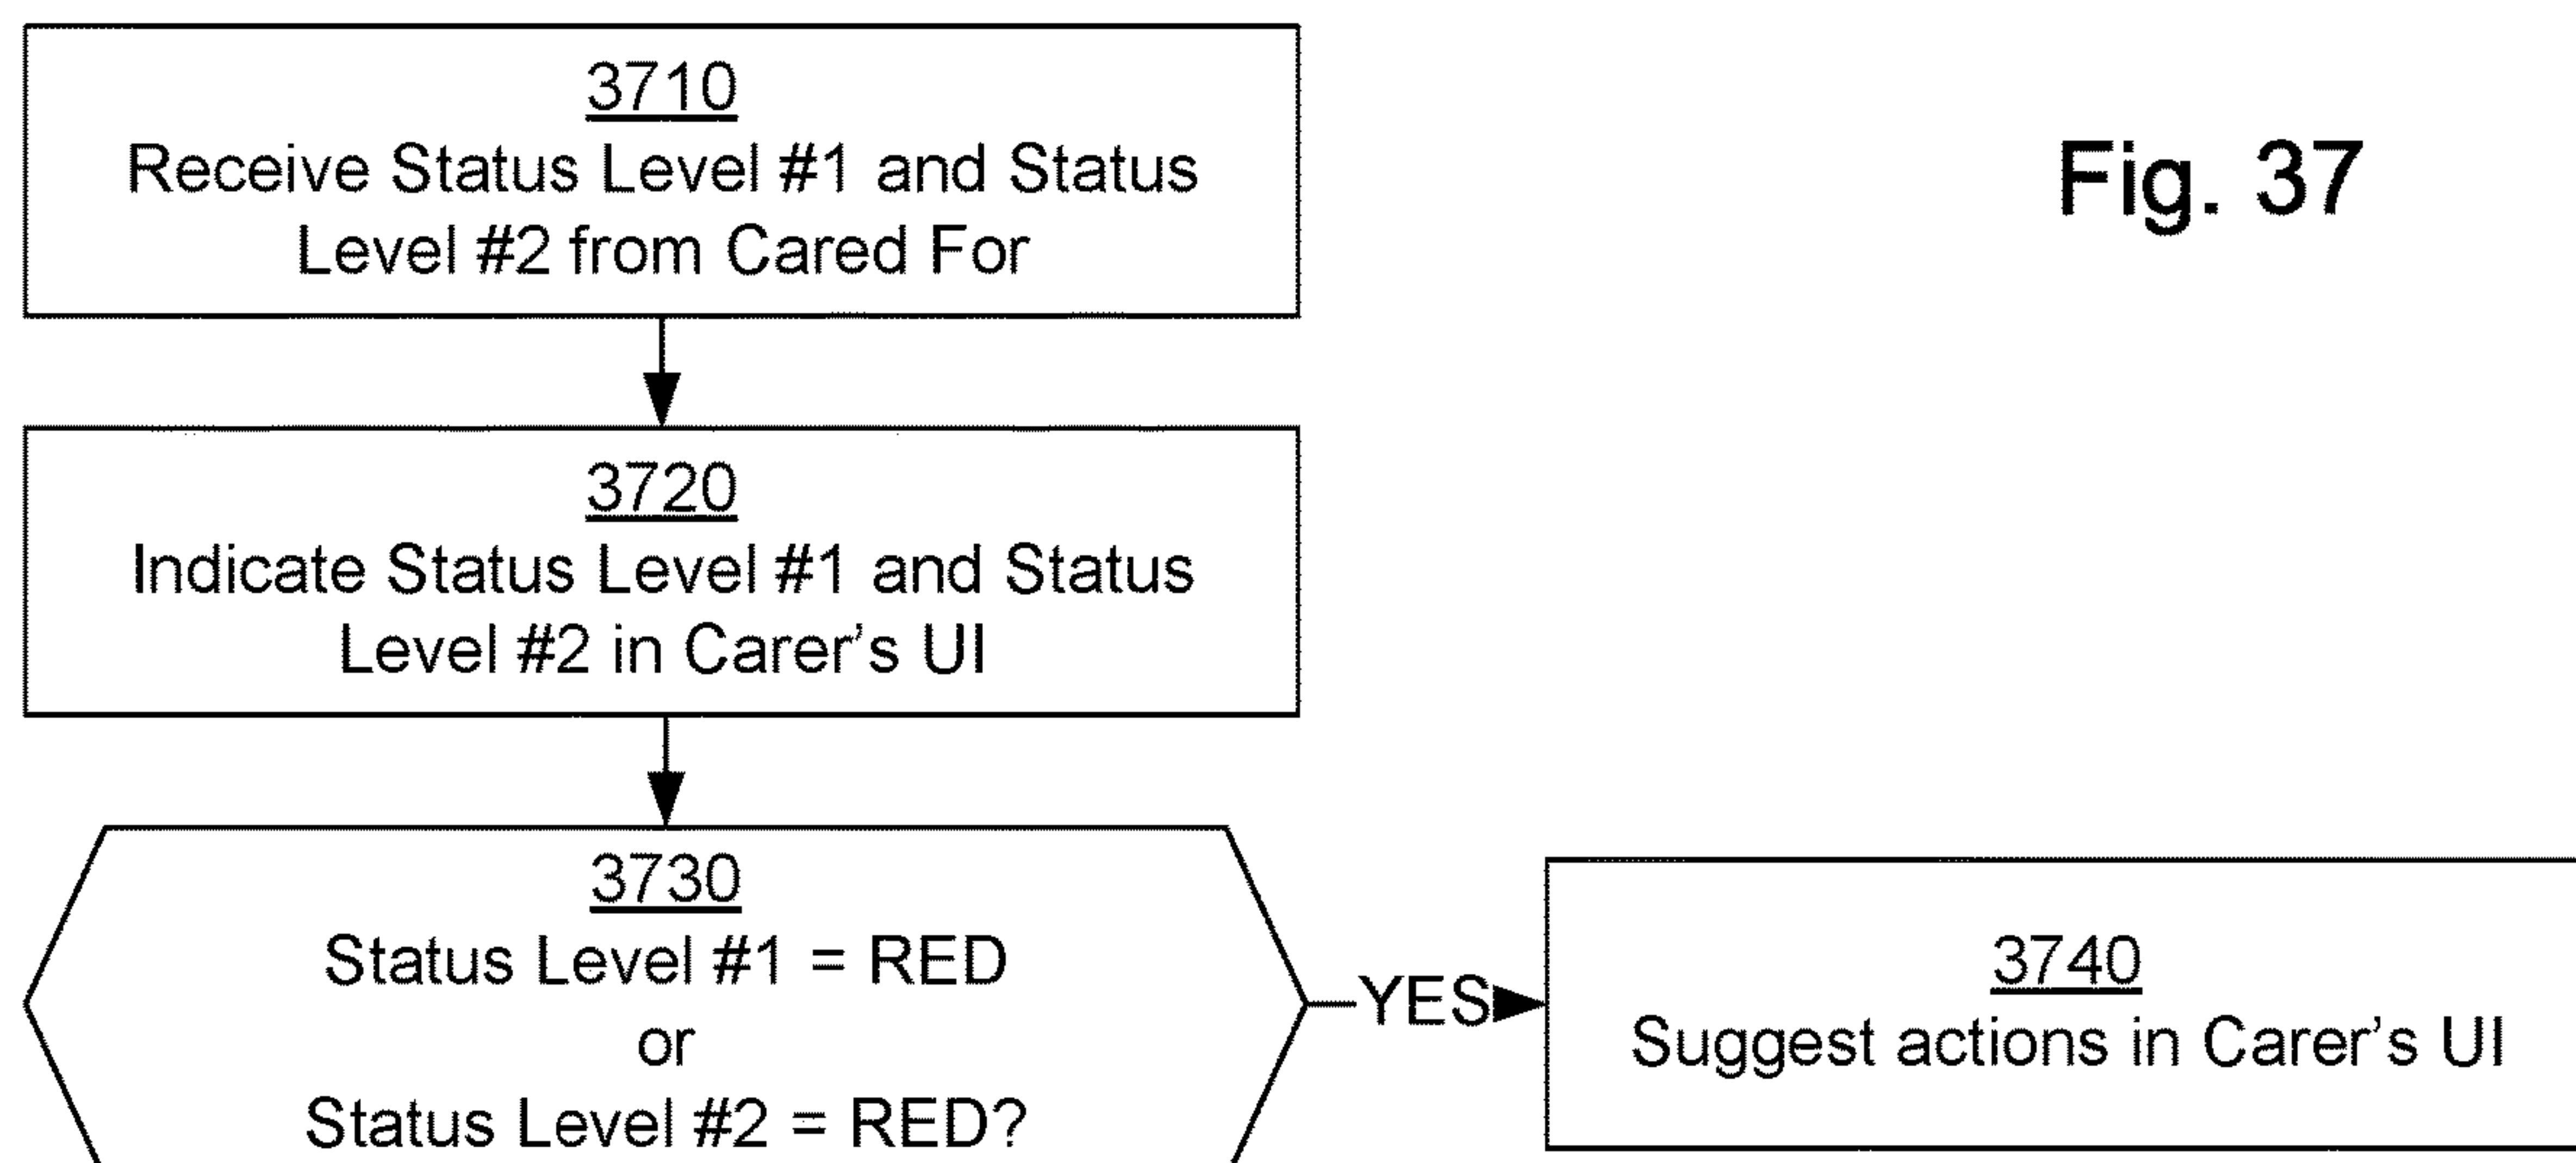 3710
Receive Status Level #1 and Status
Level #2 from Cared For
Fig. 37
3720
Indicate Status Level #1 and Status
Level #2 in Carer's UI
3730
Status Level #1 = RED
or
Status Level #2 = RED?
YES
3740
Suggest actions in Carer's UI